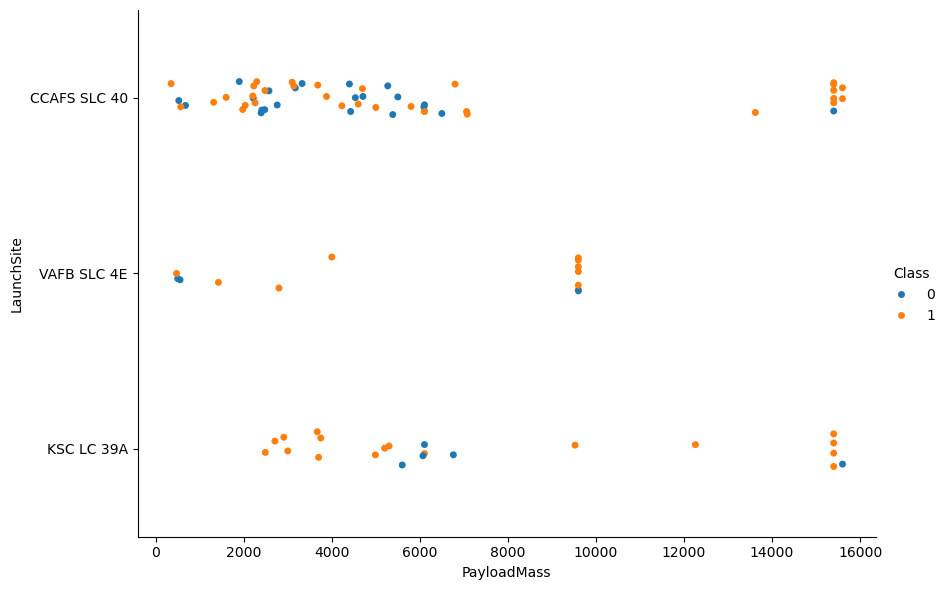 CCAFS SLC 40
VAFB SLC 4E
KSC LC 39A
LaunchSite
0 2000 4000 6000 8000 10000 12000 14000 16000
PayloadMass
Class
0
1